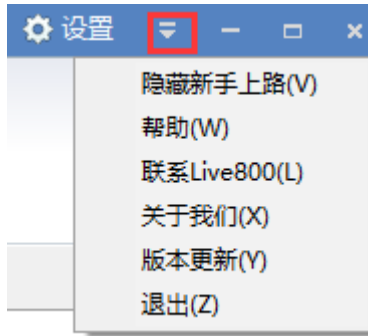 设置
隐藏新手上路(V)
帮助(W)
联系Live800(L)
关于我们(X)
版本更新(Y)
退出(Z)